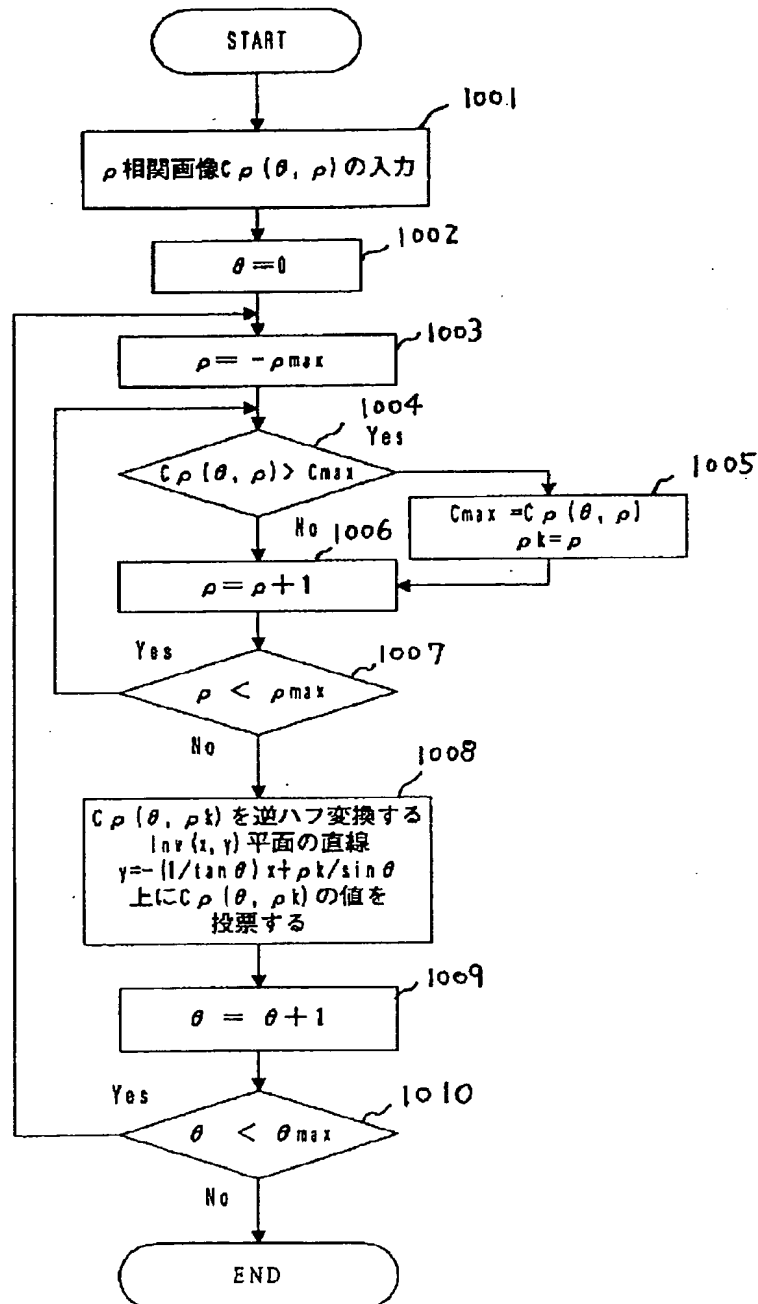 START
1001
ρ相関画像Cρ(θ, ρ)の入力
1002
θ=0
1003
ρ= -ρmax
1004
Yes
Cρ(θ, ρ)> Cmax
1005
Cmax =Cρ(θ, ρ)
ρk=ρ
No
1006
ρ=ρ+1
Yes
1007
ρ < ρmax
No
1008
Cρ(θ, ρk)を逆ハフ変換する
Inv(x, y)平面の直線
y=-(1/tanθ)x+ρk/sinθ
上にCρ(θ, ρk)の値を
投票する
1009
θ = θ+1
Yes
1010
θ < θmax
No
END